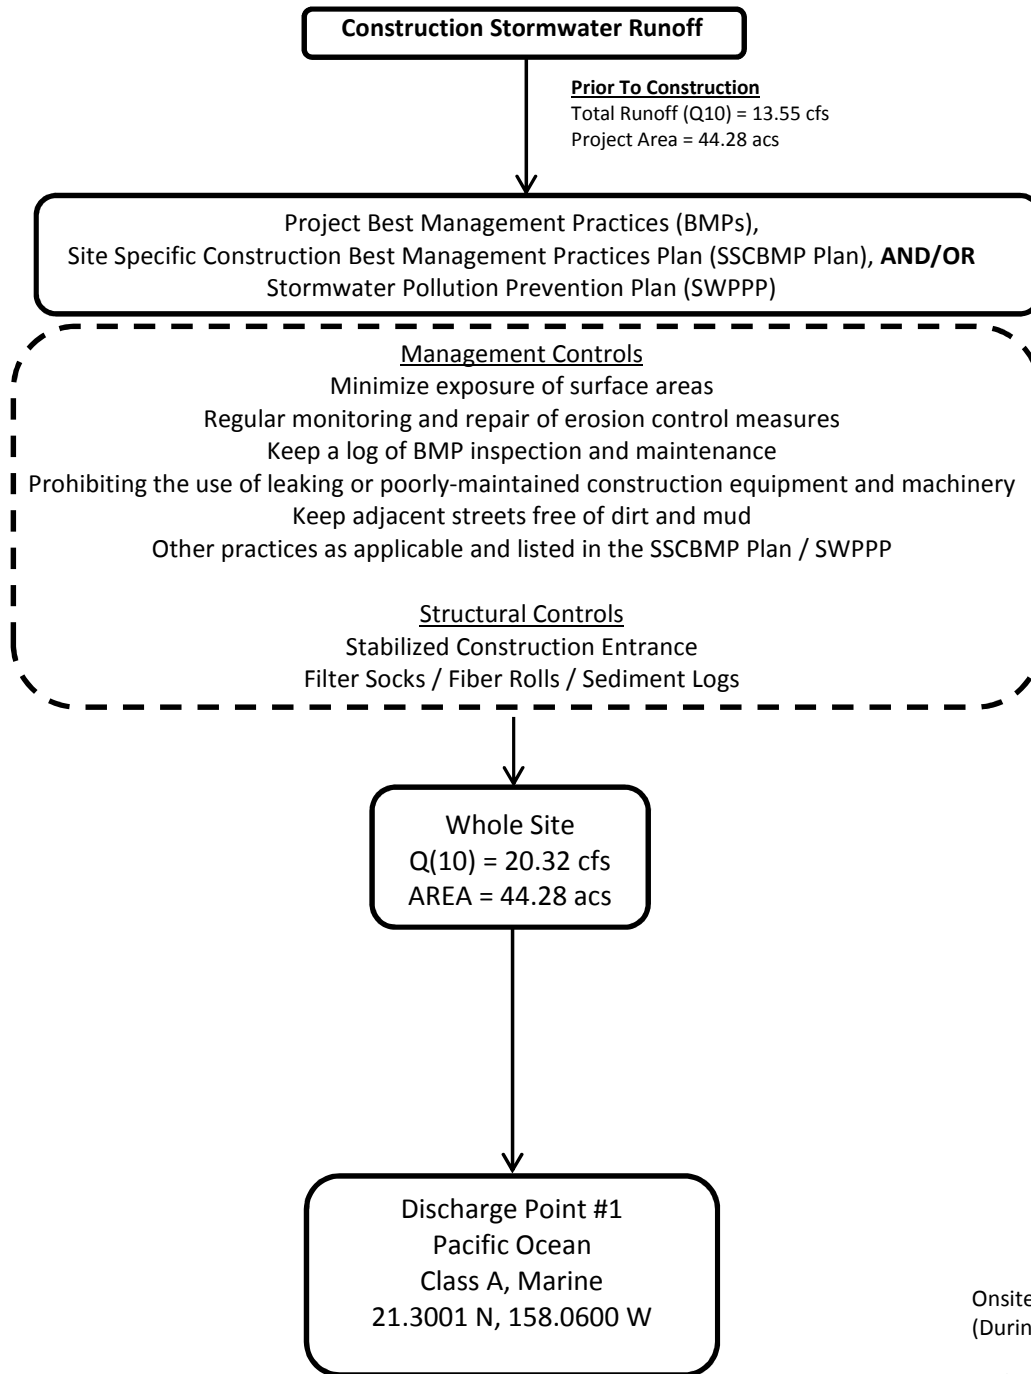 Construction Stormwater Runoff
Prior To Construction
Total Runoff (Q10) = 13.55 cfs
Project Area = 44.28 acs
Project Best Management Practices (BMPs),
Site Specific Construction Best Management Practices Plan (SSCBMP Plan), AND/OR
Stormwater Pollution Prevention Plan (SWPPP)
Management Controls
Minimize exposure of surface areas
Regular monitoring and repair of erosion control measures
Keep a log of BMP inspection and maintenance
Prohibiting the use of leaking or poorly-maintained construction equipment and machinery
Keep adjacent streets free of dirt and mud
Other practices as applicable and listed in the SSCBMP Plan / SWPPP
Structural Controls
Stabilized Construction Entrance
Filter Socks / Fiber Rolls / Sediment Logs
Whole Site
Q(10) = 20.32 cfs
AREA = 44.28 acs
Discharge Point #1
Pacific Ocean
Class A, Marine
21.3001 N, 158.0600 W
Onsite
(Durin